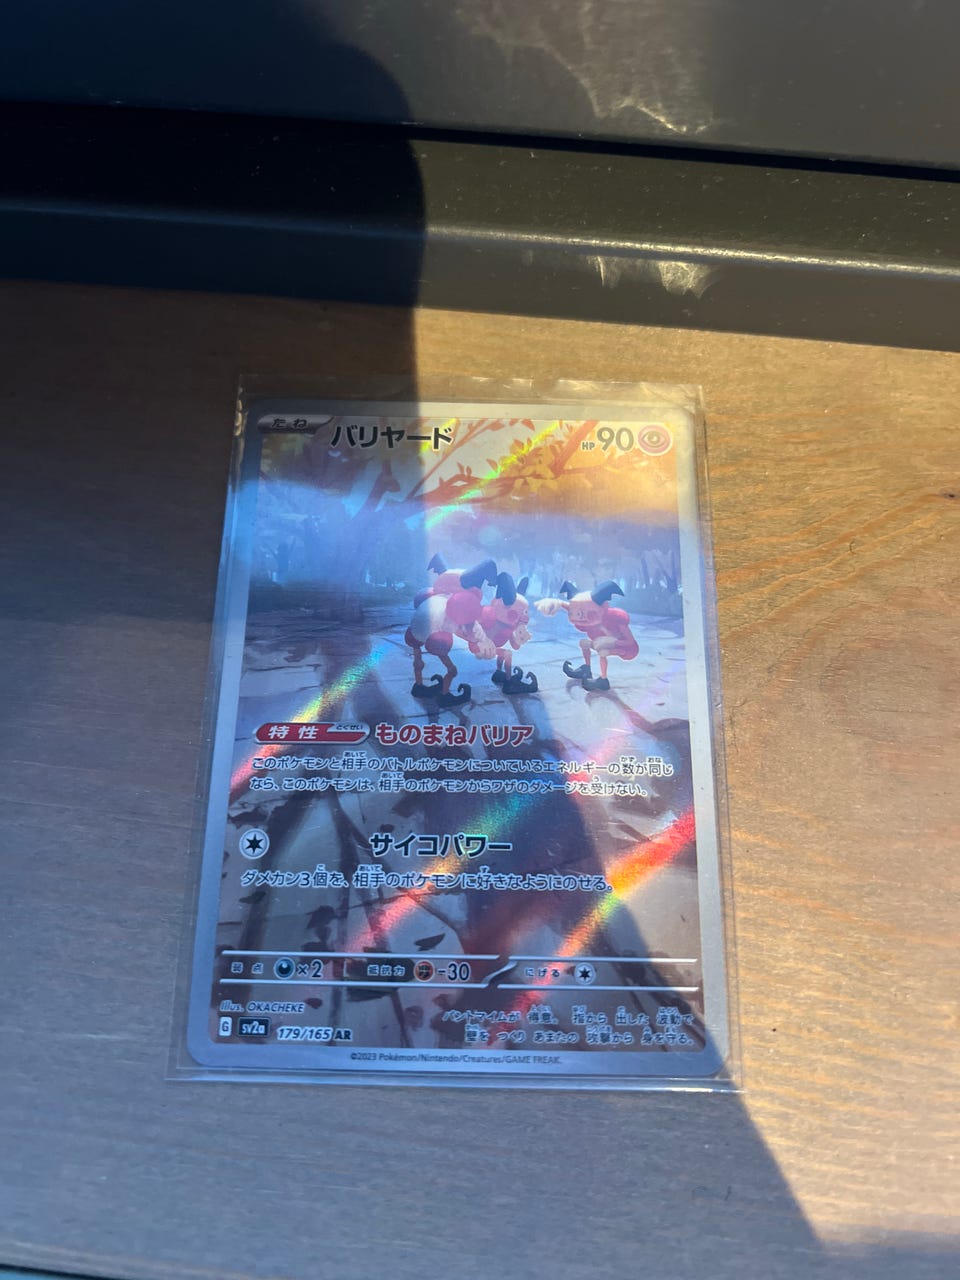 たね バリヤード HP 90
特性 とくせい ものまねバリア
このポケモンと相手のバトルポケモンについているエネルギーの数が同じ
なら、このポケモンは、相手のポケモンからワザのダメージを受けない。
サイコパワー
ダメカン3個を、相手のポケモンに好きなようにのせる。
弱点 ×2 抵抗力 -30 にげる
illus. OKACHEKE
パントマイムが 得意。 指から 出した 波動で
壁を つくり あまたの 攻撃から 身を守る。
G sv2a 179/165 AR
©2023 Pokémon/Nintendo/Creatures/GAME FREAK.